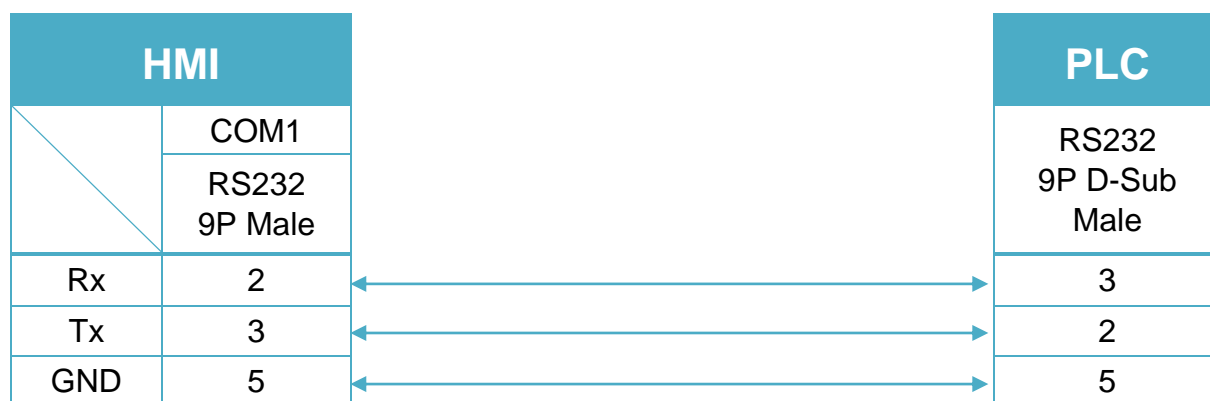 HMI
PLC
COM1
RS232
9P Male
RS232
9P D-Sub
Male
Rx 2 3
Tx 3 2
GND 5 5